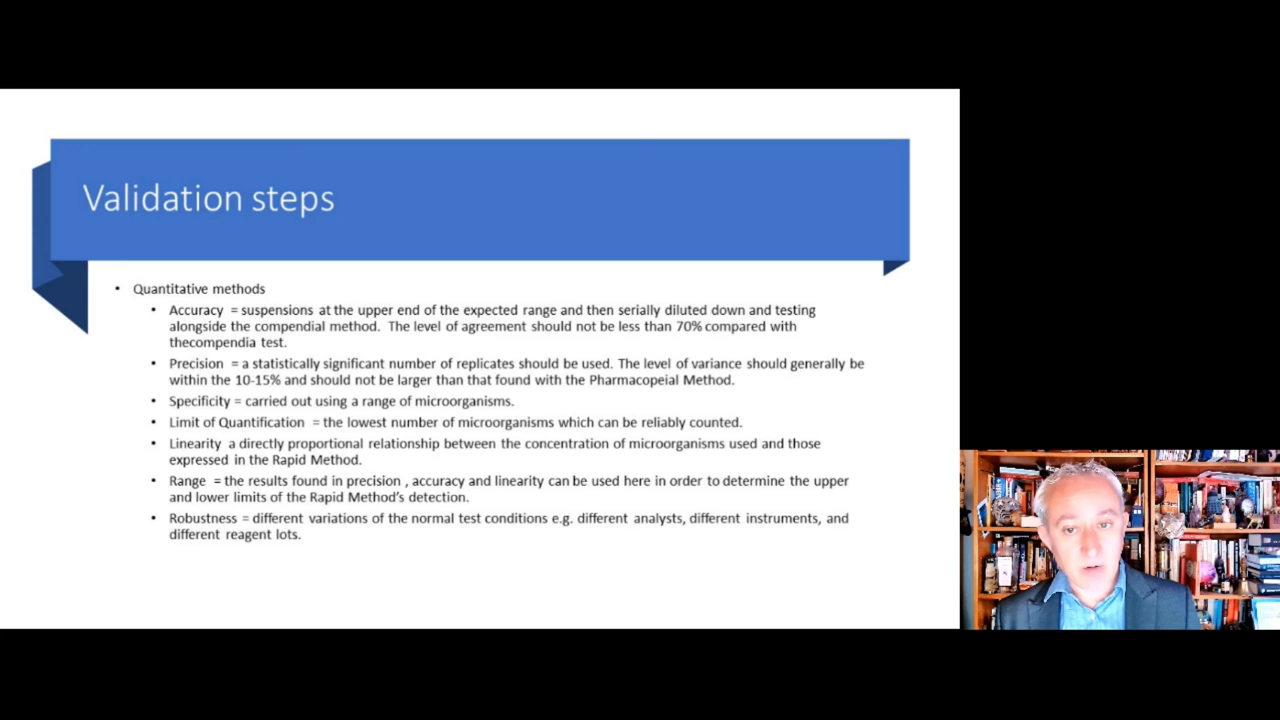 Validation steps
• Quantitative methods
• Accuracy = suspensions at the upper end of the expected range and then serially diluted down and testing
alongside the compendial method. The level of agreement should not be less than 70% compared with
thecompendia test.
• Precision = a statistically significant number of replicates should be used. The level of variance should generally be
within the 10-15% and should not be larger than that found with the Pharmacopeial Method.
• Specificity = carried out using a range of microorganisms.
• Limit of Quantification = the lowest number of microorganisms which can be reliably counted.
• Linearity a directly proportional relationship between the concentration of microorganisms used and those
expressed in the Rapid Method.
• Range = the results found in precision , accuracy and linearity can be used here in order to determine the upper
and lower limits of the Rapid Method's detection.
• Robustness = different variations of the normal test conditions e.g. different analysts, different instruments, and
different reagent lots.